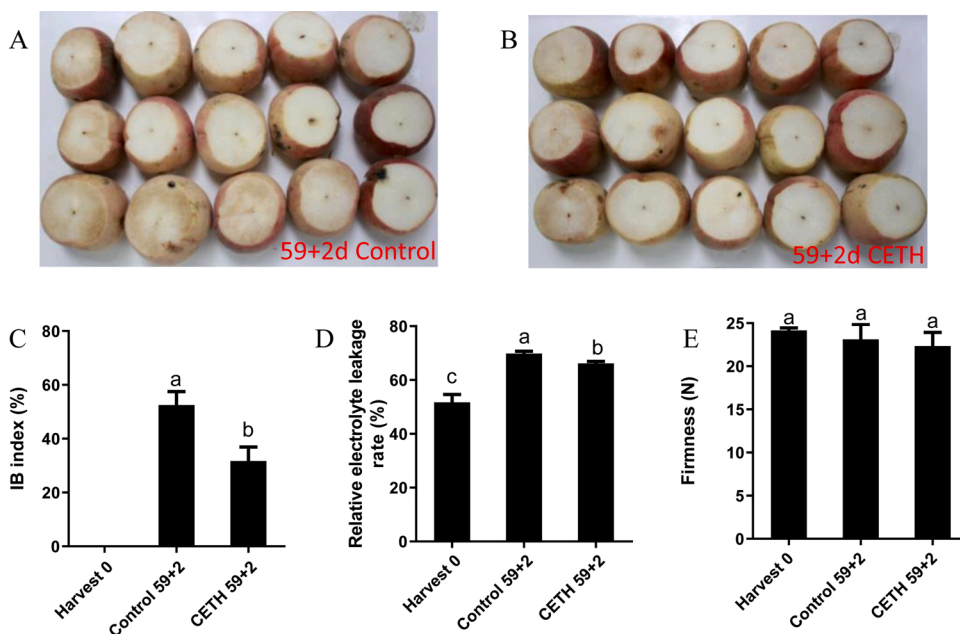 A
B
59+2d Control
59+2d CETH
C
IB index (%)
80
60
40
20
0
a
b
Harvest 0
Control 59+2
CETH 59+2
D
Relative electrolyte leakage
rate (%)
80
60
40
20
0
c
a
b
Harvest 0
Control 59+2
CETH 59+2
E
Firmness (N)
25
20
15
10
5
0
a
a
a
Harvest 0
Control 59+2
CETH 59+2